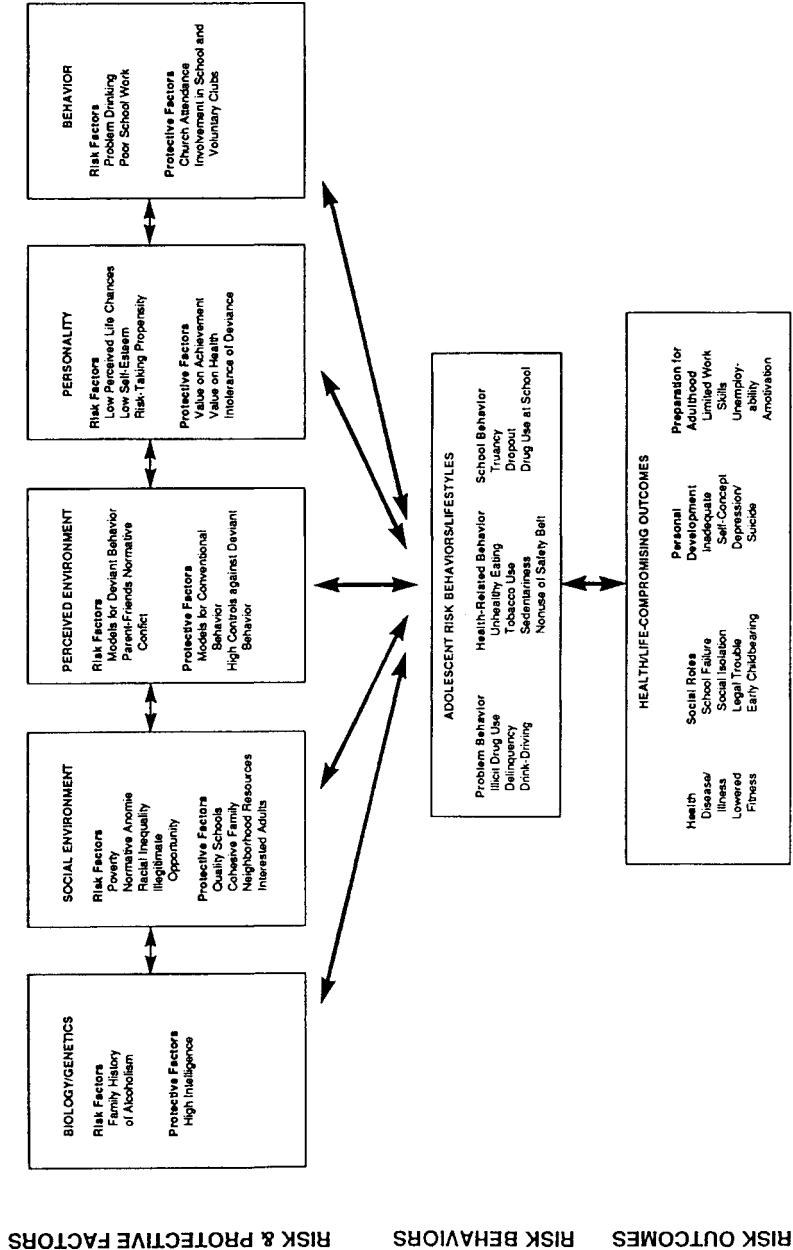 RISK & PROTECTIVE FACTORS
BIOLOGY/GENETICS
Risk Factors
Family History
of Alcoholism
Protective Factors
High Intelligence
SOCIAL ENVIRONMENT
Risk Factors
Poverty
Normative Anomie
Racial Inequality
Illegitimate
Opportunity
Protective Factors
Quality Schools
Cohesive Family
Neighborhood Resources
Interested Adults
PERCEIVED ENVIRONMENT
Risk Factors
Models for Deviant Behavior
Parent-Friends Normative
Conflict
Protective Factors
Models for Conventional
Behavior
High Controls against Deviant
Behavior
PERSONALITY
Risk Factors
Low Perceived Life Chances
Low Self-Esteem
Risk-Taking Propensity
Protective Factors
Value on Achievement
Value on Health
Intolerance of Deviance
BEHAVIOR
Risk Factors
Problem Drinking
Poor School Work
Protective Factors
Church Attendance
Involvement in School and
Voluntary Clubs
RISK BEHAVIORS
ADOLESCENT RISK BEHAVIORS/LIFESTYLES
Problem Behavior
Illicit Drug Use
Delinquency
Drink-Driving
Health-Related Behavior
Unhealthy Eating
Tobacco Use
Sedentariness
Nonuse of Safety Belt
School Behavior
Truancy
Dropout
Drug Use at School
RISK OUTCOMES
HEALTH/LIFE-COMPROMISING OUTCOMES
Health
Disease/
Illness
Lowered
Fitness
Social Roles
School Failure
Social Isolation
Legal Trouble
Early Childbearing
Personal
Development
Inadequate
Self-Concept
Depression/
Suicide
Preparation for
Adulthood
Limited Work
Skills
Unemploy-
ability
Amotivation